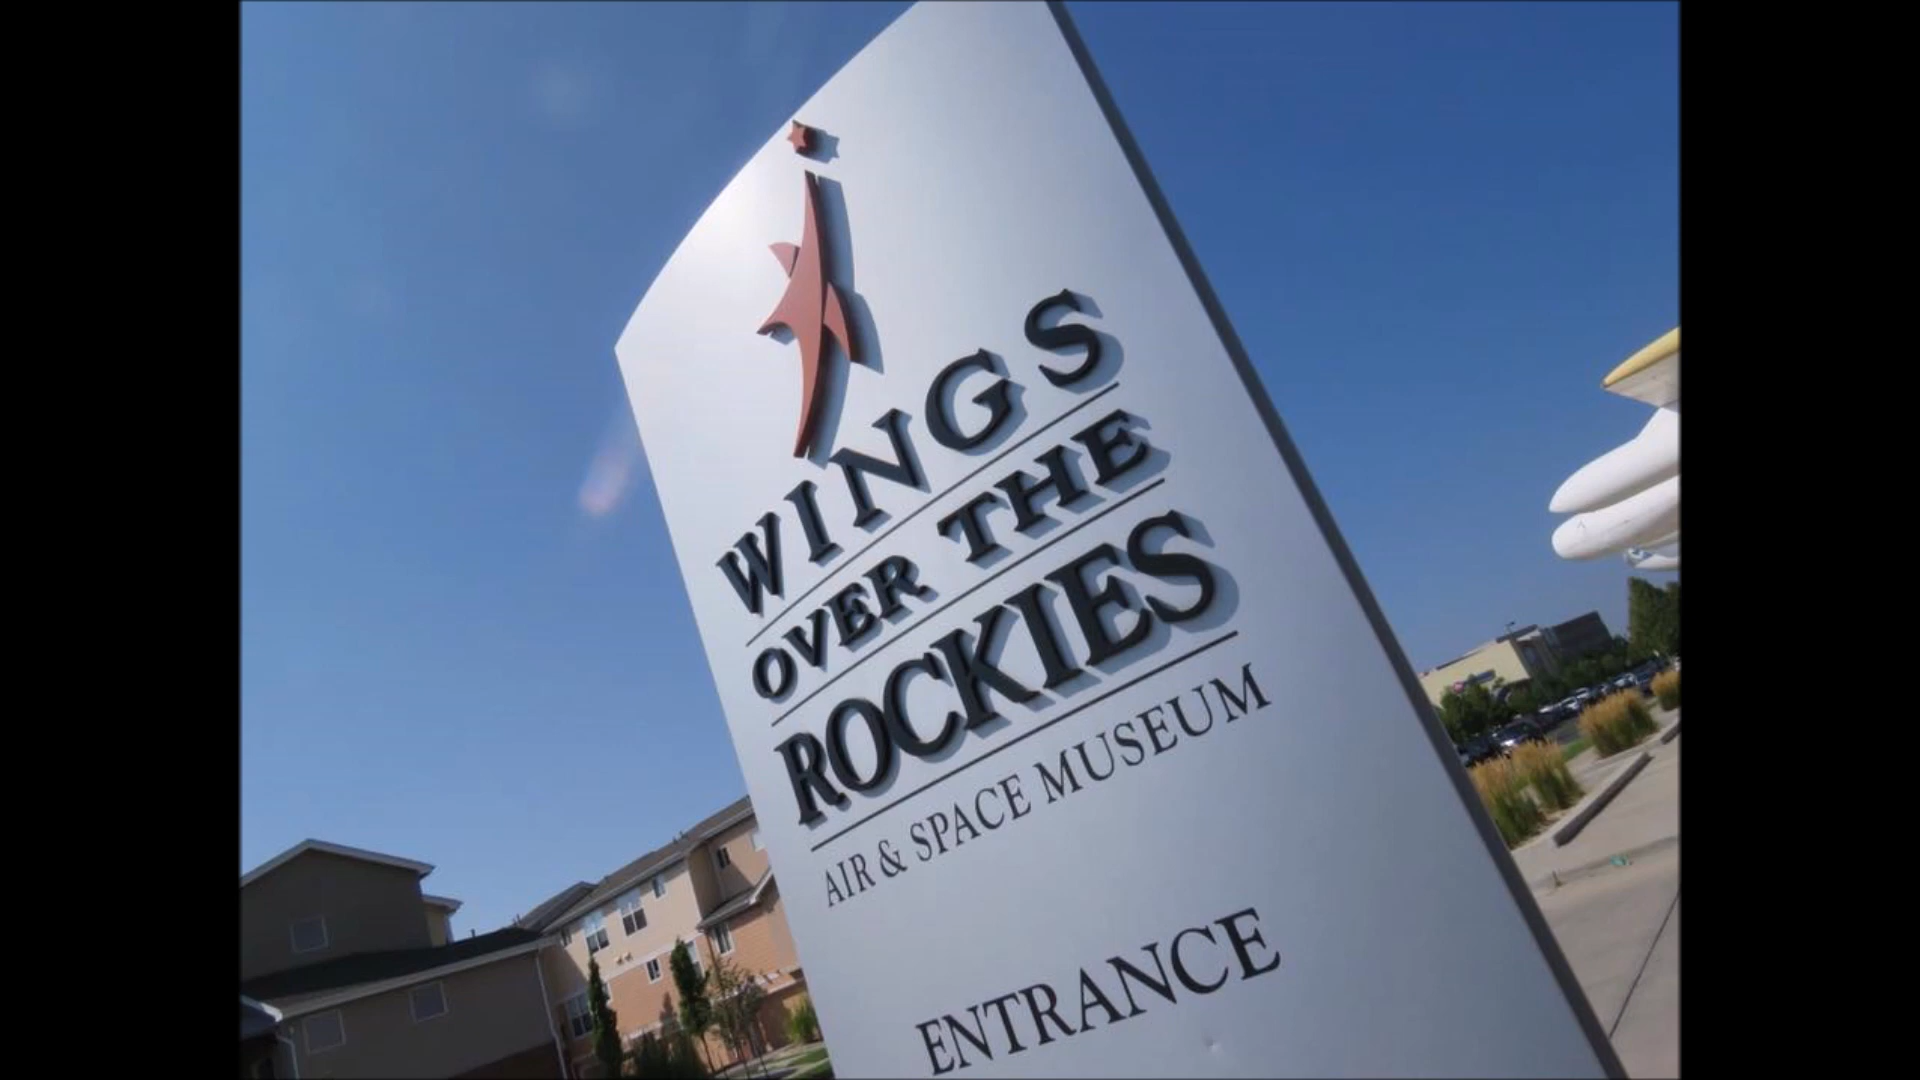 WINGS
OVER THE
ROCKIES
AIR & SPACE MUSEUM
ENTRANCE